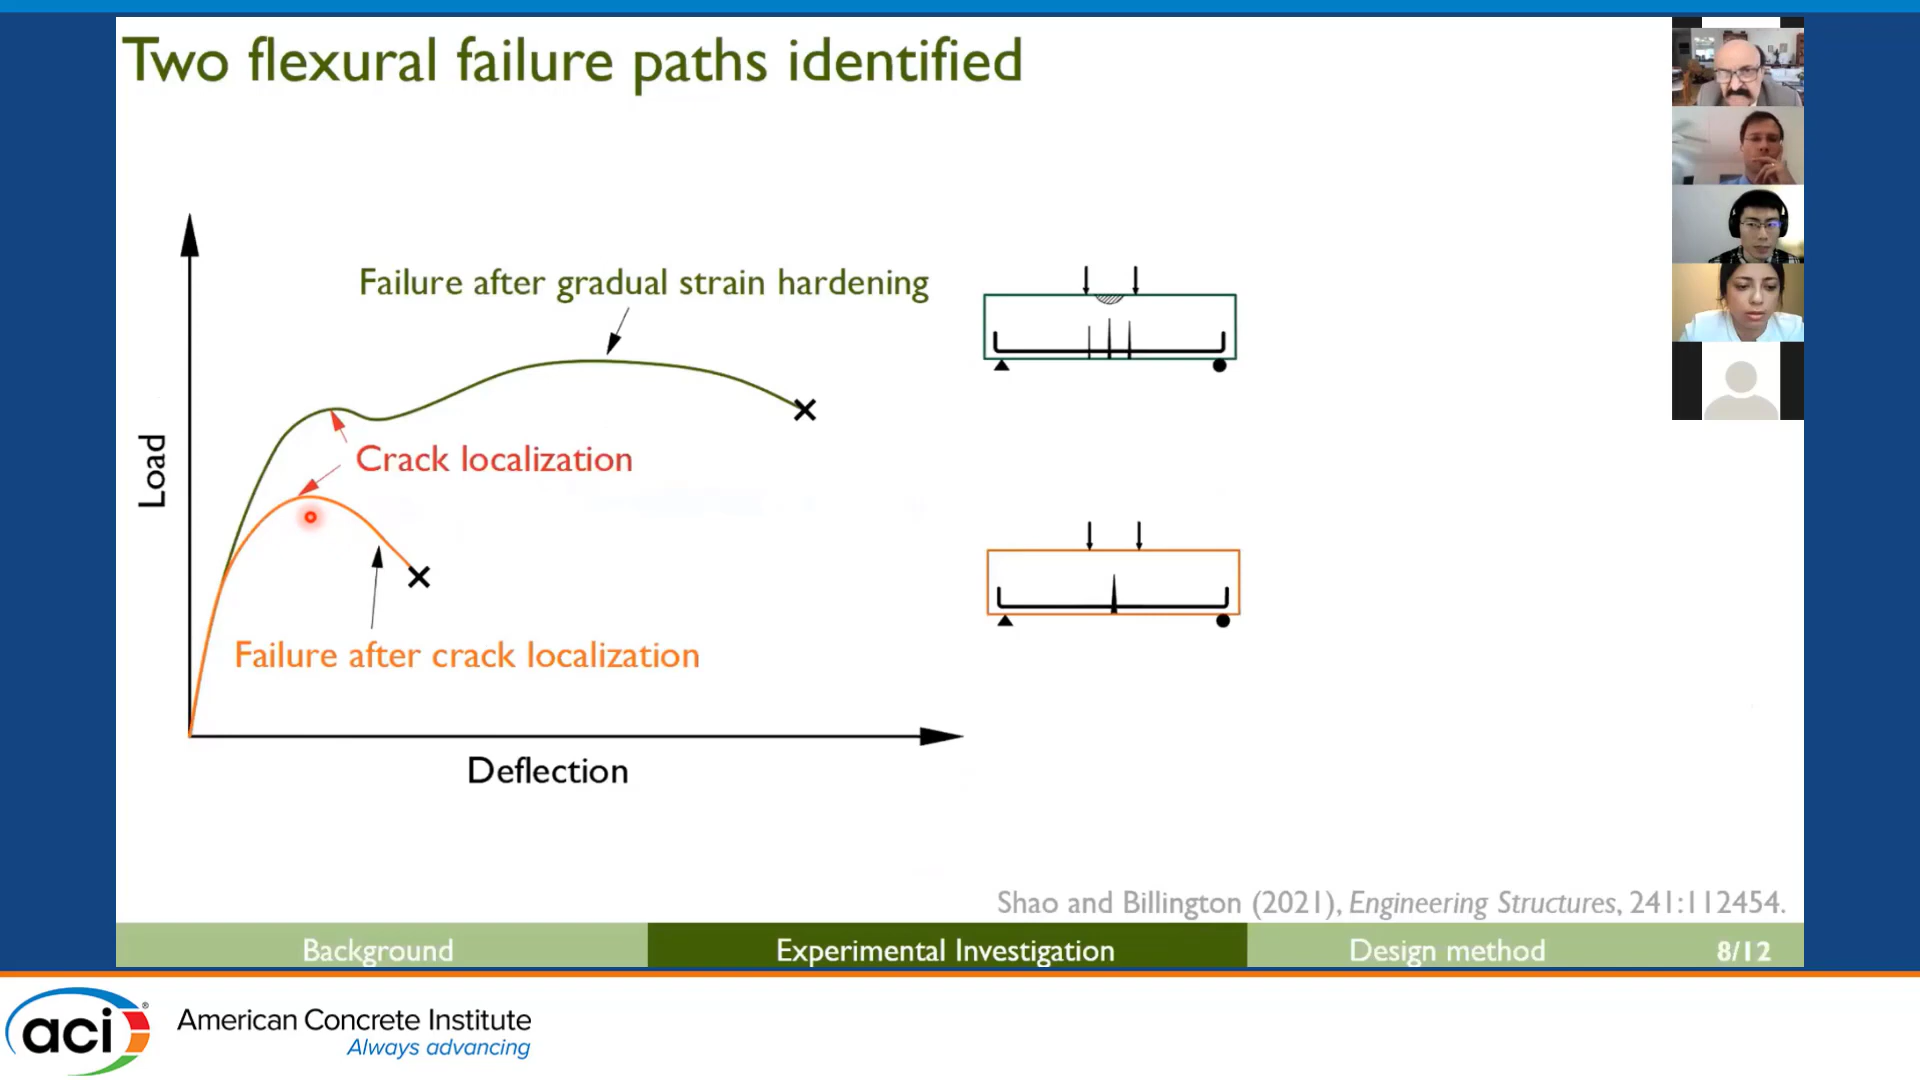 Two flexural failure paths identified
Failure after gradual strain hardening
Crack localization
Load
Failure after crack localization
Deflection
Shao and Billington (2021), Engineering Structures, 241:112454.
Background
Experimental Investigation
Design method
8/12
aci®
American Concrete Institute
Always advancing